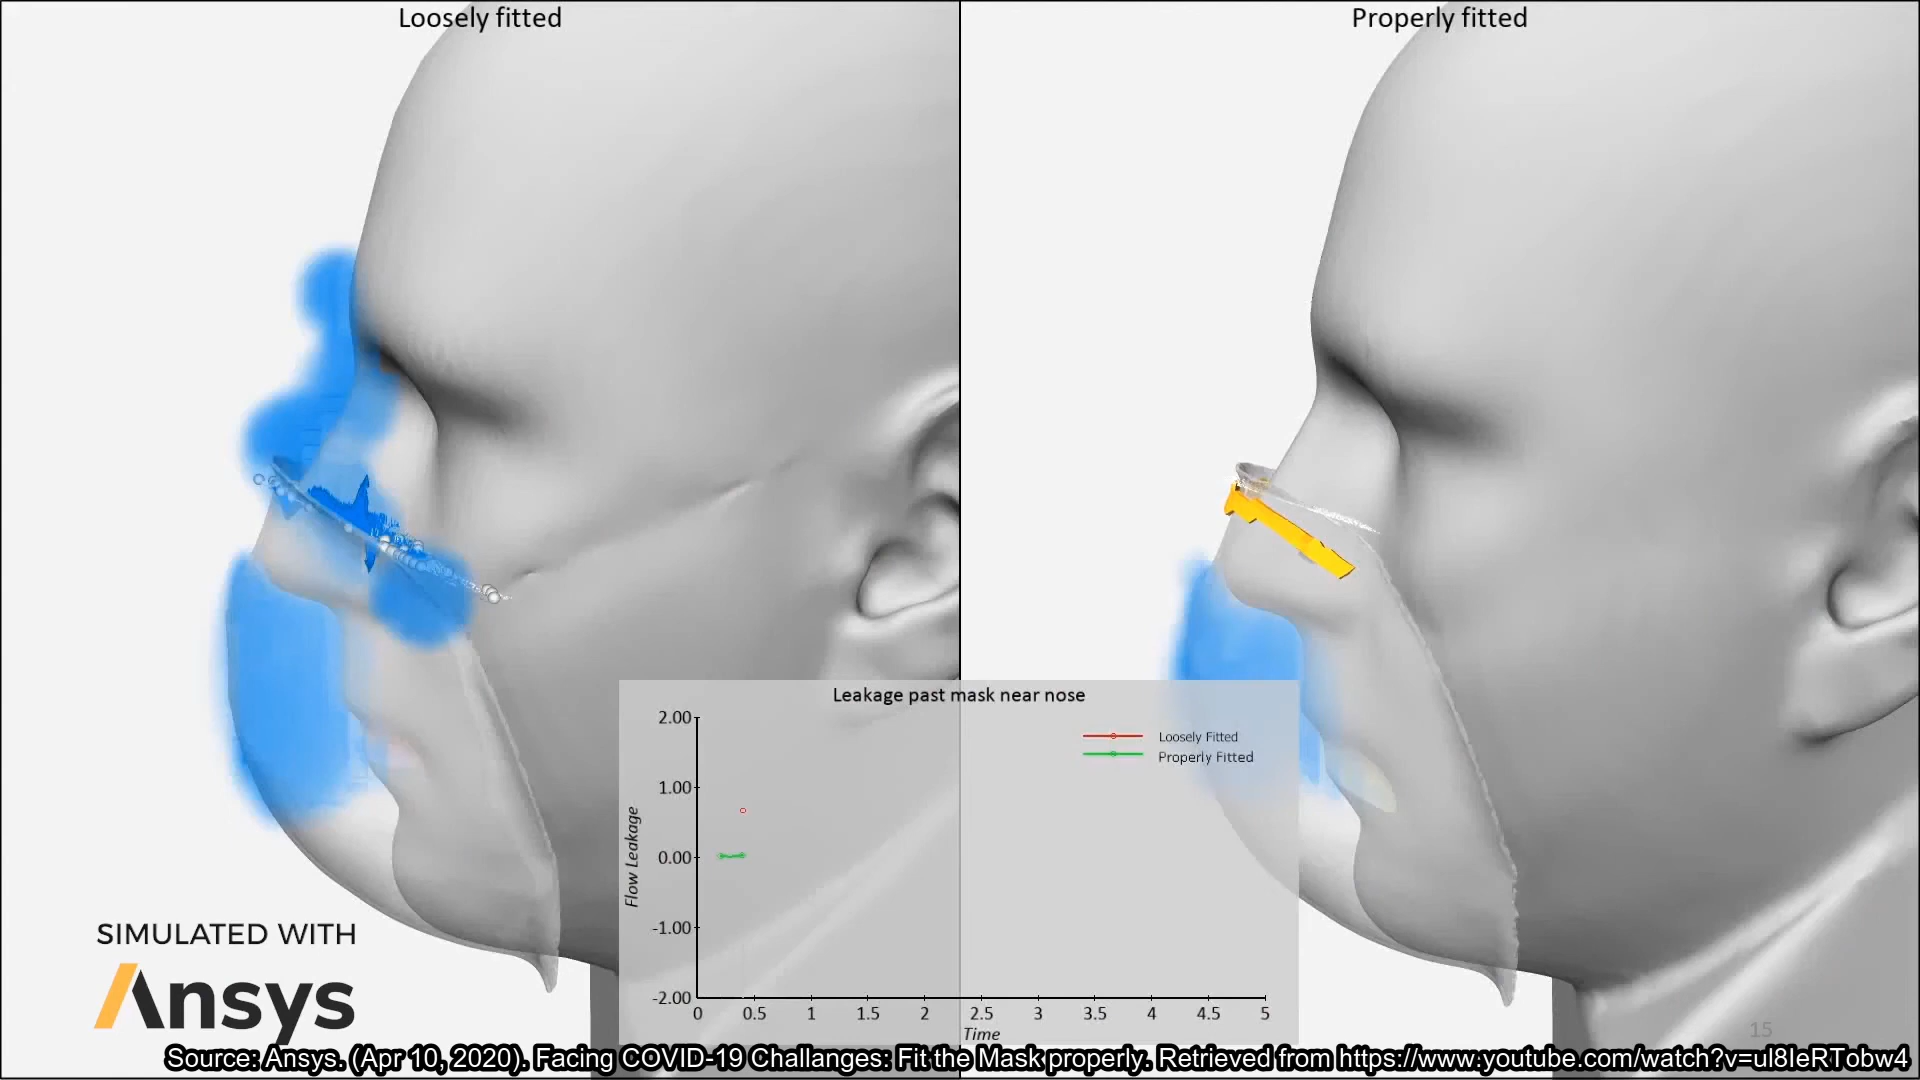 Loosely fitted
Properly fitted
Leakage past mask near nose
2.00
1.00
0.00
-1.00
-2.00
Flow Leakage
Loosely Fitted
Properly Fitted
0 0.5 1 1.5 2 2.5 3 3.5 4 4.5 5
Time
SIMULATED WITH
Ansys
15
Source: Ansys. (Apr 10, 2020). Facing COVID-19 Challanges: Fit the Mask properly. Retrieved from https://www.youtube.com/watch?v=ul8IeRTobw4